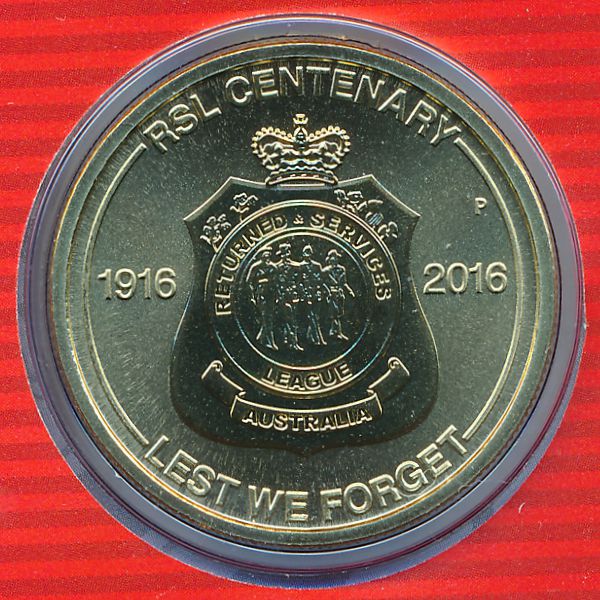 RSL CENTENARY
P
1916
2016
RETURNED & SERVICES
LEAGUE
AUSTRALIA
LEST WE FORGET